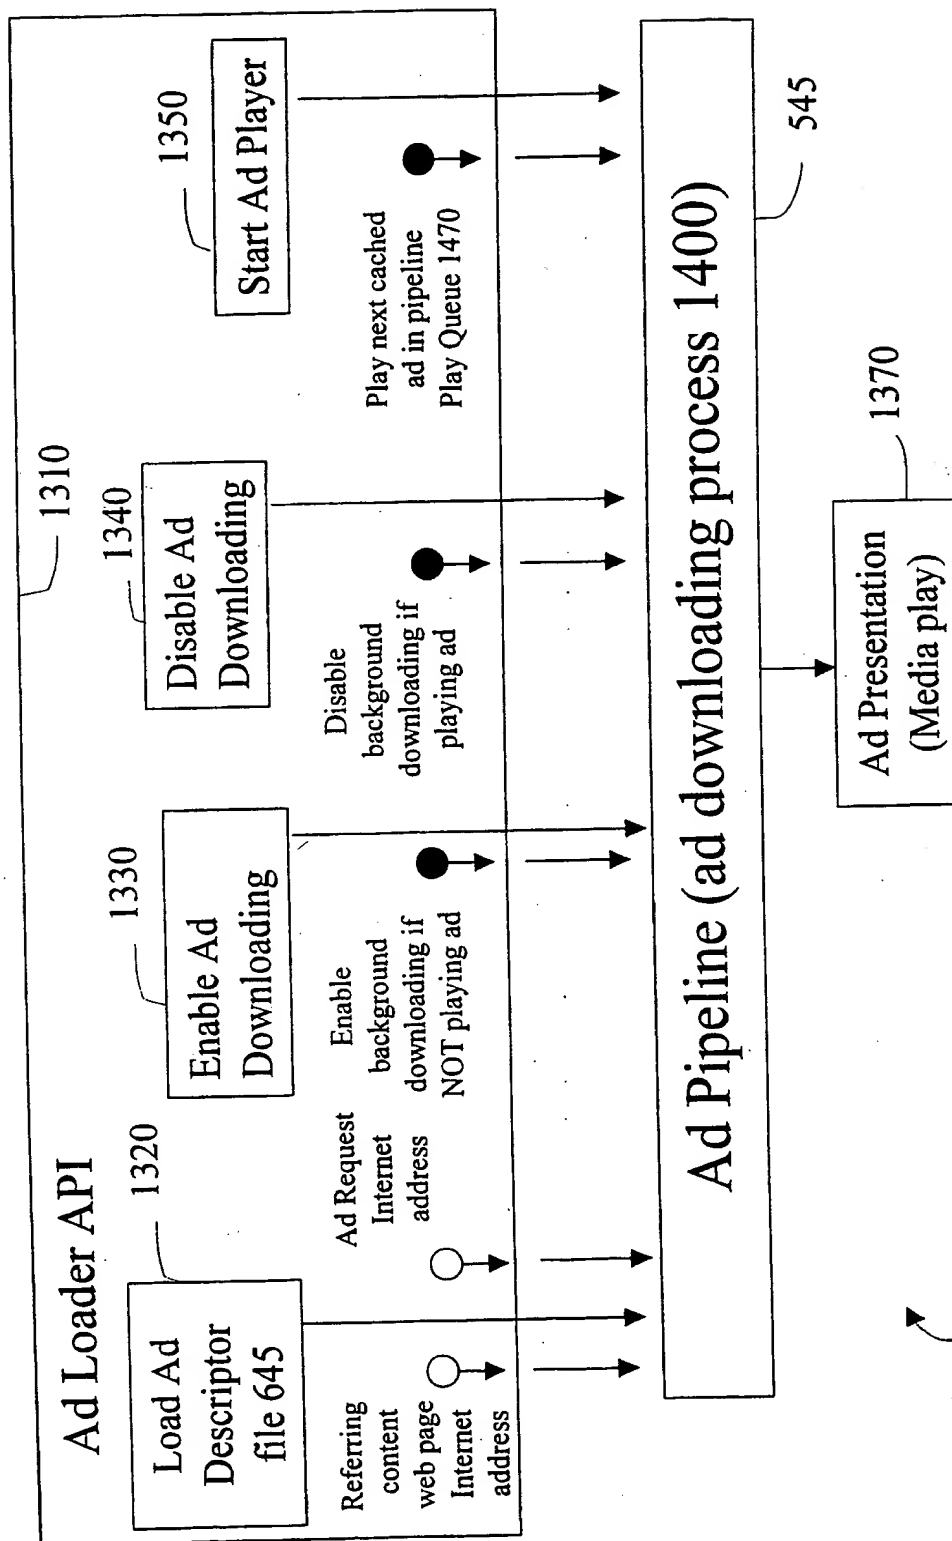 Ad Loader API
1310
1320
Load Ad
Descriptor
file 645
Referring
content
web page
Internet
address
Ad Request
Internet
address
1330
Enable Ad
Downloading
Enable
background
downloading if
NOT playing ad
1340
Disable Ad
Downloading
Disable
background
downloading if
playing ad
1350
Start Ad Player
Play next cached
ad in pipeline
Play Queue 1470
Ad Pipeline (ad downloading process 1400)
545
Ad Presentation
(Media play)
1370